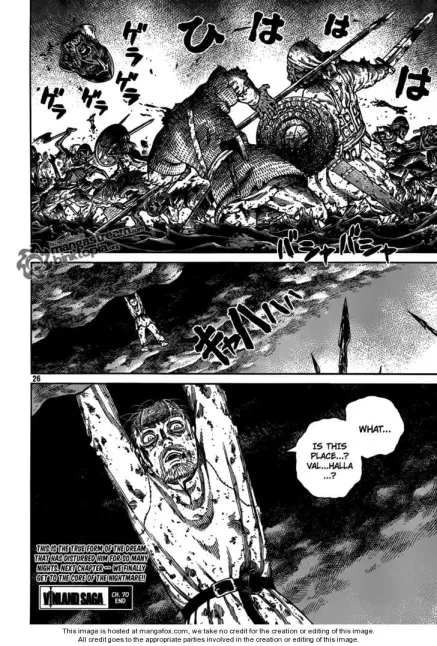 ひ は は は
ゲラ
ゲラ
ゲラ
ゲラ
バシャ バシャ
キャハハハ
26
WHAT...
IS THIS
PLACE...?
VAL...HALLA
...?
THIS IS THE TRUE FORM OF THE DREAM
THAT HAS DISTURBED HIM FOR SO MANY
NIGHTS. NEXT CHAPTER -- WE FINALLY
GET TO THE CORE OF THE NIGHTMARE!!
VINLAND SAGA
CH. 70
END
This image is hosted at mangafox.com, we take no credit for the creation or editing of this image.
All credit goes to the appropriate parties involved in the creation or editing of this image.